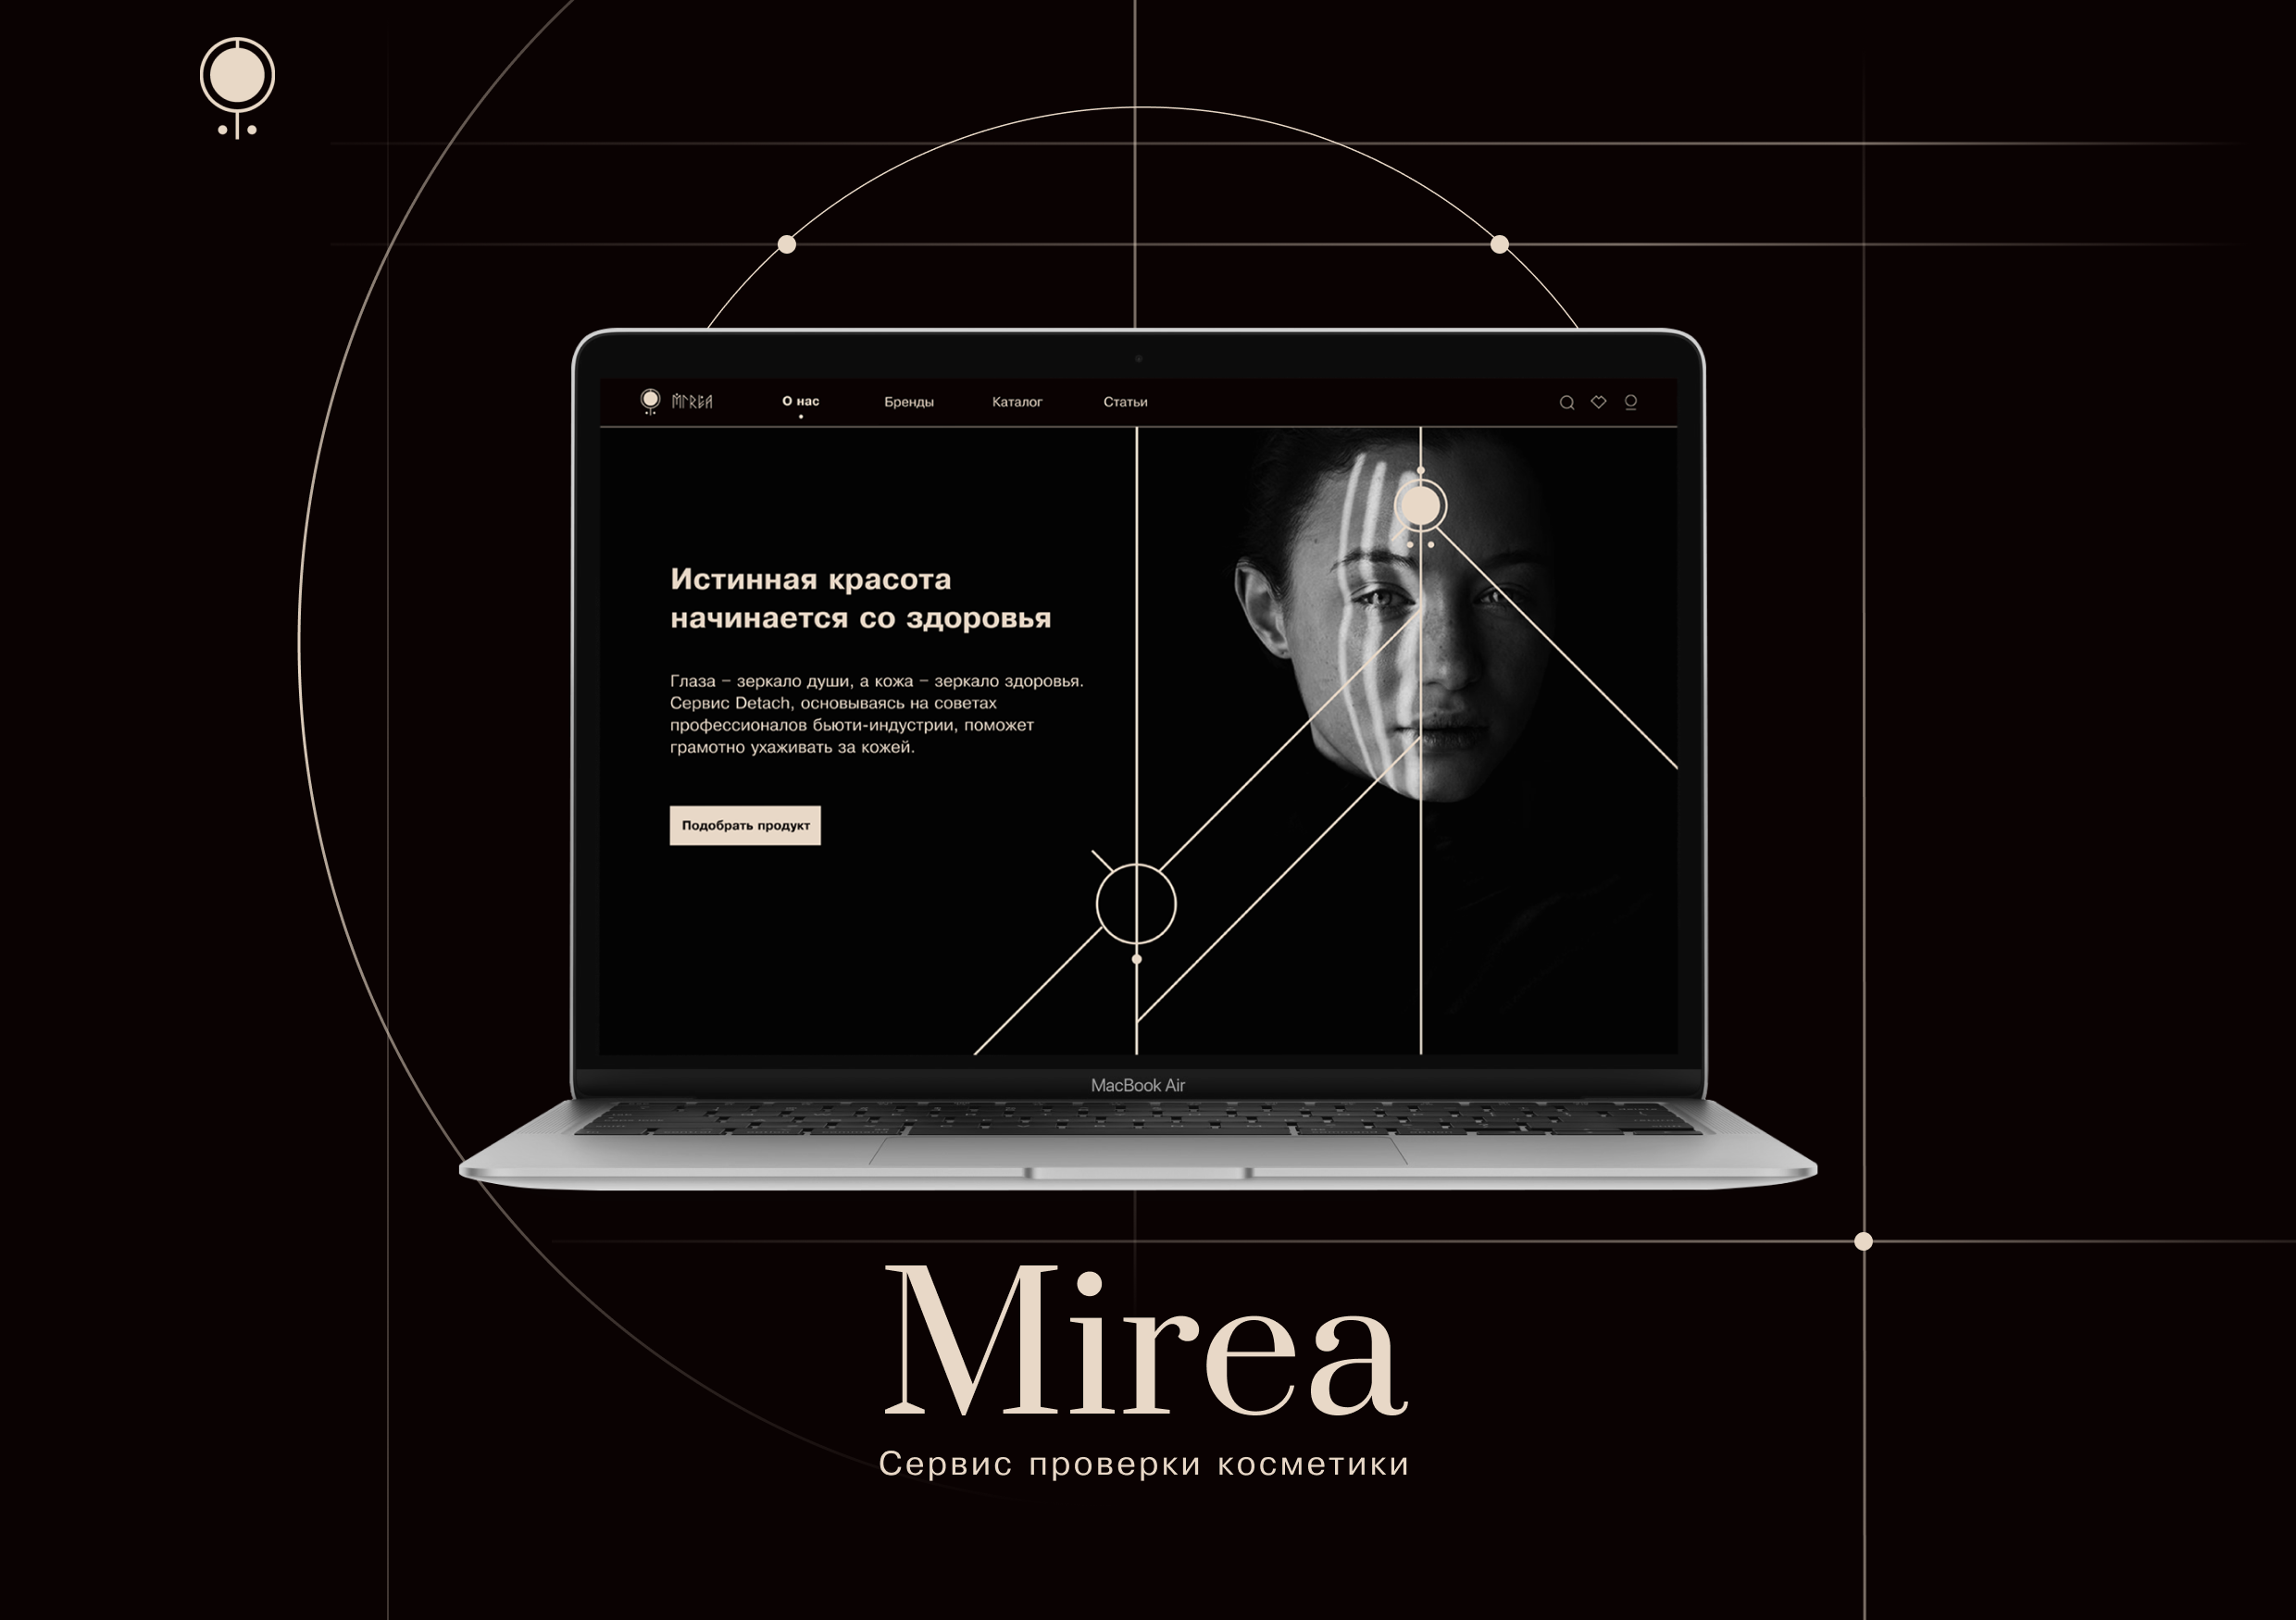 О нас
Бренды
Каталог
Статьи
Истинная красота
начинается со здоровья
Глаза – зеркало души, а кожа – зеркало здоровья.
Сервис Detach, основываясь на советах
профессионалов бьюти-индустрии, поможет
грамотно ухаживать за кожей.
Подобрать продукт
MacBook Air
Mirea
Сервис проверки косметики